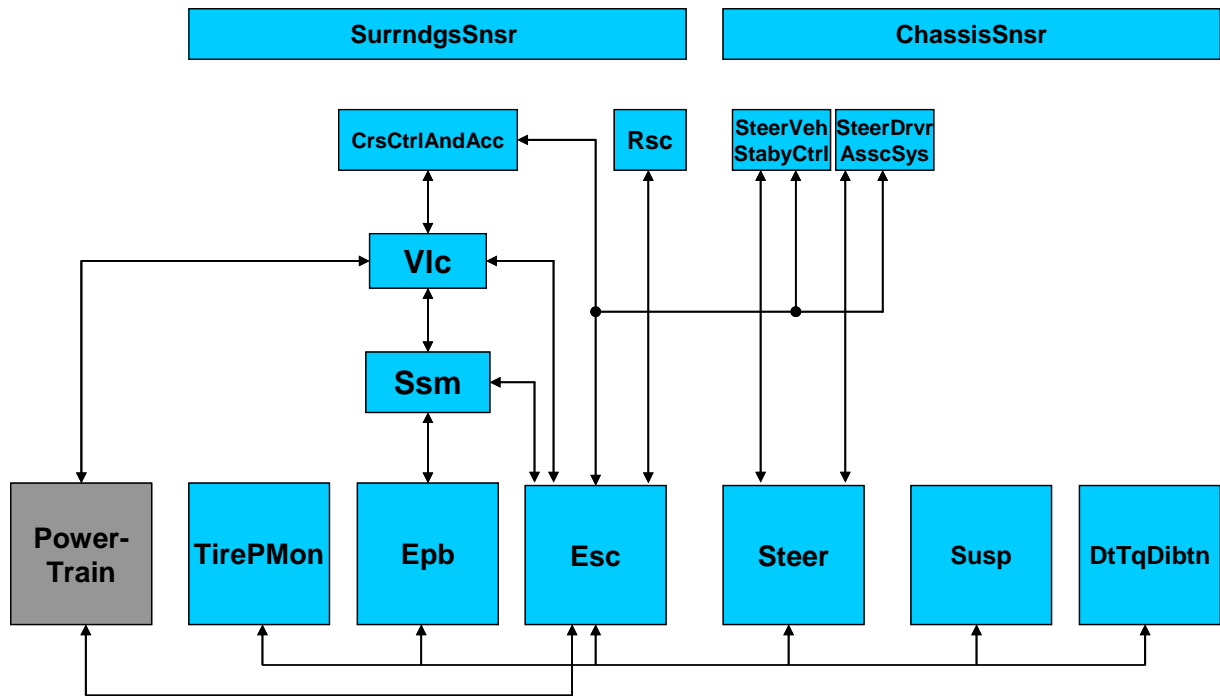 SurrndgsSnsr
ChassisSnsr
CrsCtrlAndAcc
Rsc
SteerVeh
StabyCtrl
SteerDrvr
AsscSys
Vlc
Ssm
Power-
Train
TirePMon
Epb
Esc
Steer
Susp
DtTqDibtn